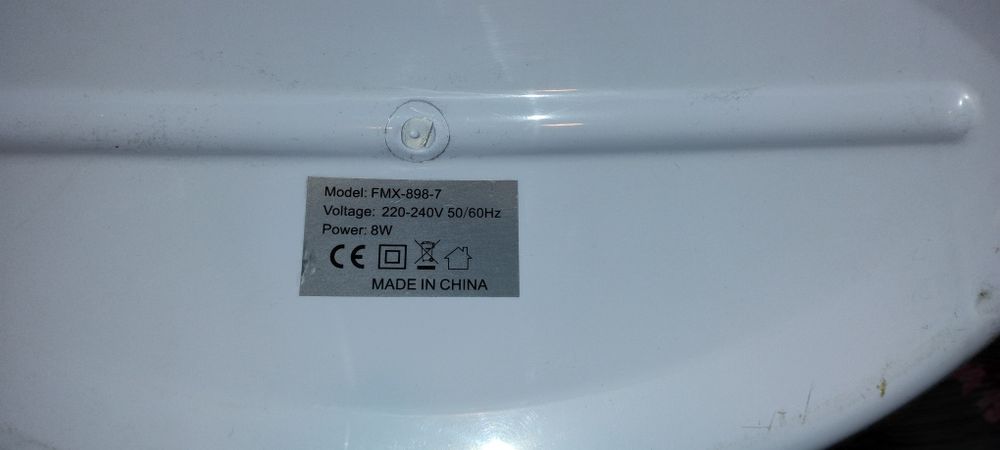 Model: FMX-898-7
Voltage: 220-240V 50/60Hz
Power: 8W
CE
MADE IN CHINA